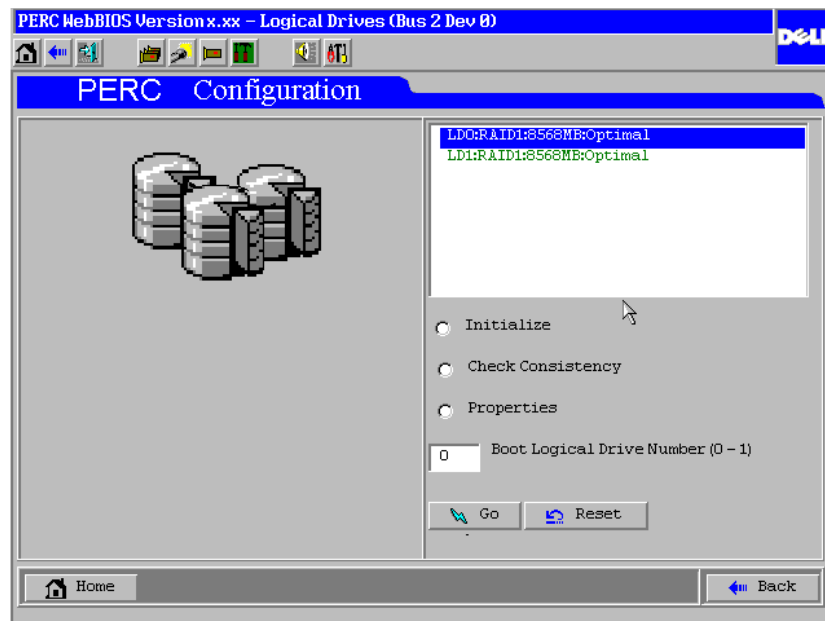 PERC WebBIOS Version x.xx – Logical Drives (Bus 2 Dev 0)
DELL
PERC Configuration
LD0:RAID1:8568MB:Optimal
LD1:RAID1:8568MB:Optimal
Initialize
Check Consistency
Properties
0 Boot Logical Drive Number (0 – 1)
Go Reset
Home Back